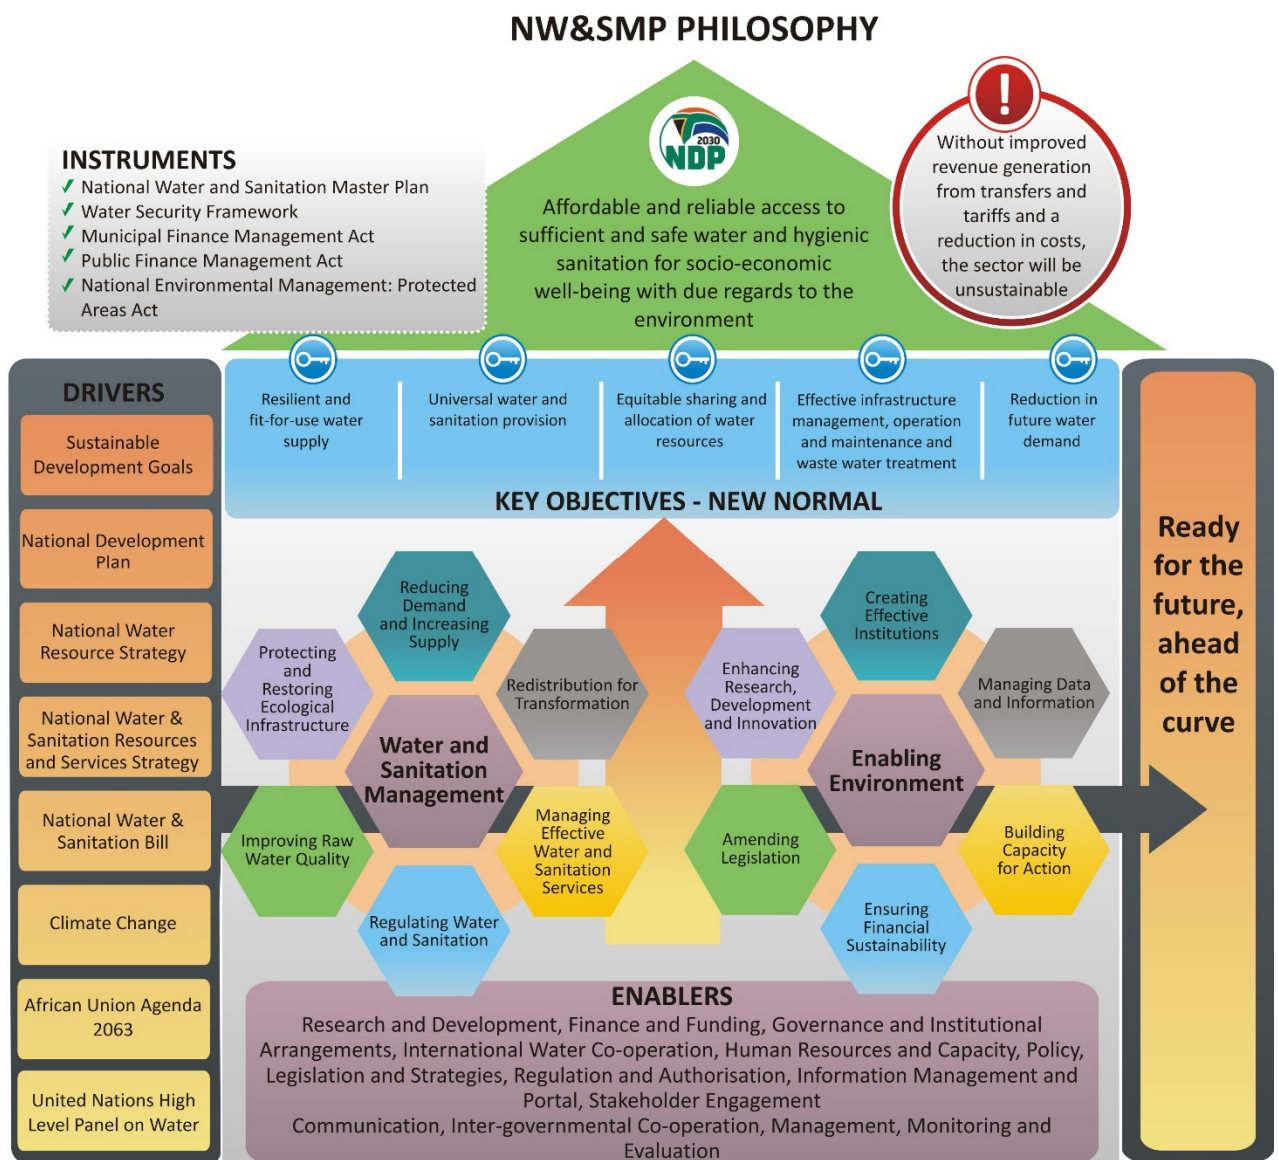 NW&SMP PHILOSOPHY
INSTRUMENTS
National Water and Sanitation Master Plan
Water Security Framework
Municipal Finance Management Act
Public Finance Management Act
National Environmental Management: Protected
Areas Act
2030
NDP
Affordable and reliable access to
sufficient and safe water and hygienic
sanitation for socio-economic
well-being with due regards to the
environment
!
Without improved
revenue generation
from transfers and
tariffs and a
reduction in costs,
the sector will be
unsustainable
DRIVERS
Sustainable
Development Goals
National Development
Plan
National Water
Resource Strategy
National Water &
Sanitation Resources
and Services Strategy
National Water &
Sanitation Bill
Climate Change
African Union Agenda
2063
United Nations High
Level Panel on Water
Resilient and
fit-for-use water
supply
Universal water and
sanitation provision
Equitable sharing and
allocation of water
resources
Effective infrastructure
management, operation
and maintenance and
waste water treatment
Reduction in
future water
demand
KEY OBJECTIVES - NEW NORMAL
Reducing
Demand
and Increasing
Supply
Protecting
and
Restoring
Ecological
Infrastructure
Redistribution for
Transformation
Water and
Sanitation
Management
Improving Raw
Water Quality
Managing
Effective
Water and
Sanitation
Services
Regulating Water
and Sanitation
Creating
Effective
Institutions
Enhancing
Research,
Development
and Innovation
Managing Data
and Information
Enabling
Environment
Amending
Legislation
Building
Capacity
for Action
Ensuring
Financial
Sustainability
Ready
for the
future,
ahead
of the
curve
ENABLERS
Research and Development, Finance and Funding, Governance and Institutional
Arrangements, International Water Co-operation, Human Resources and Capacity, Policy,
Legislation and Strategies, Regulation and Authorisation, Information Management and
Portal, Stakeholder Engagement
Communication, Inter-governmental Co-operation, Management, Monitoring and
Evaluation